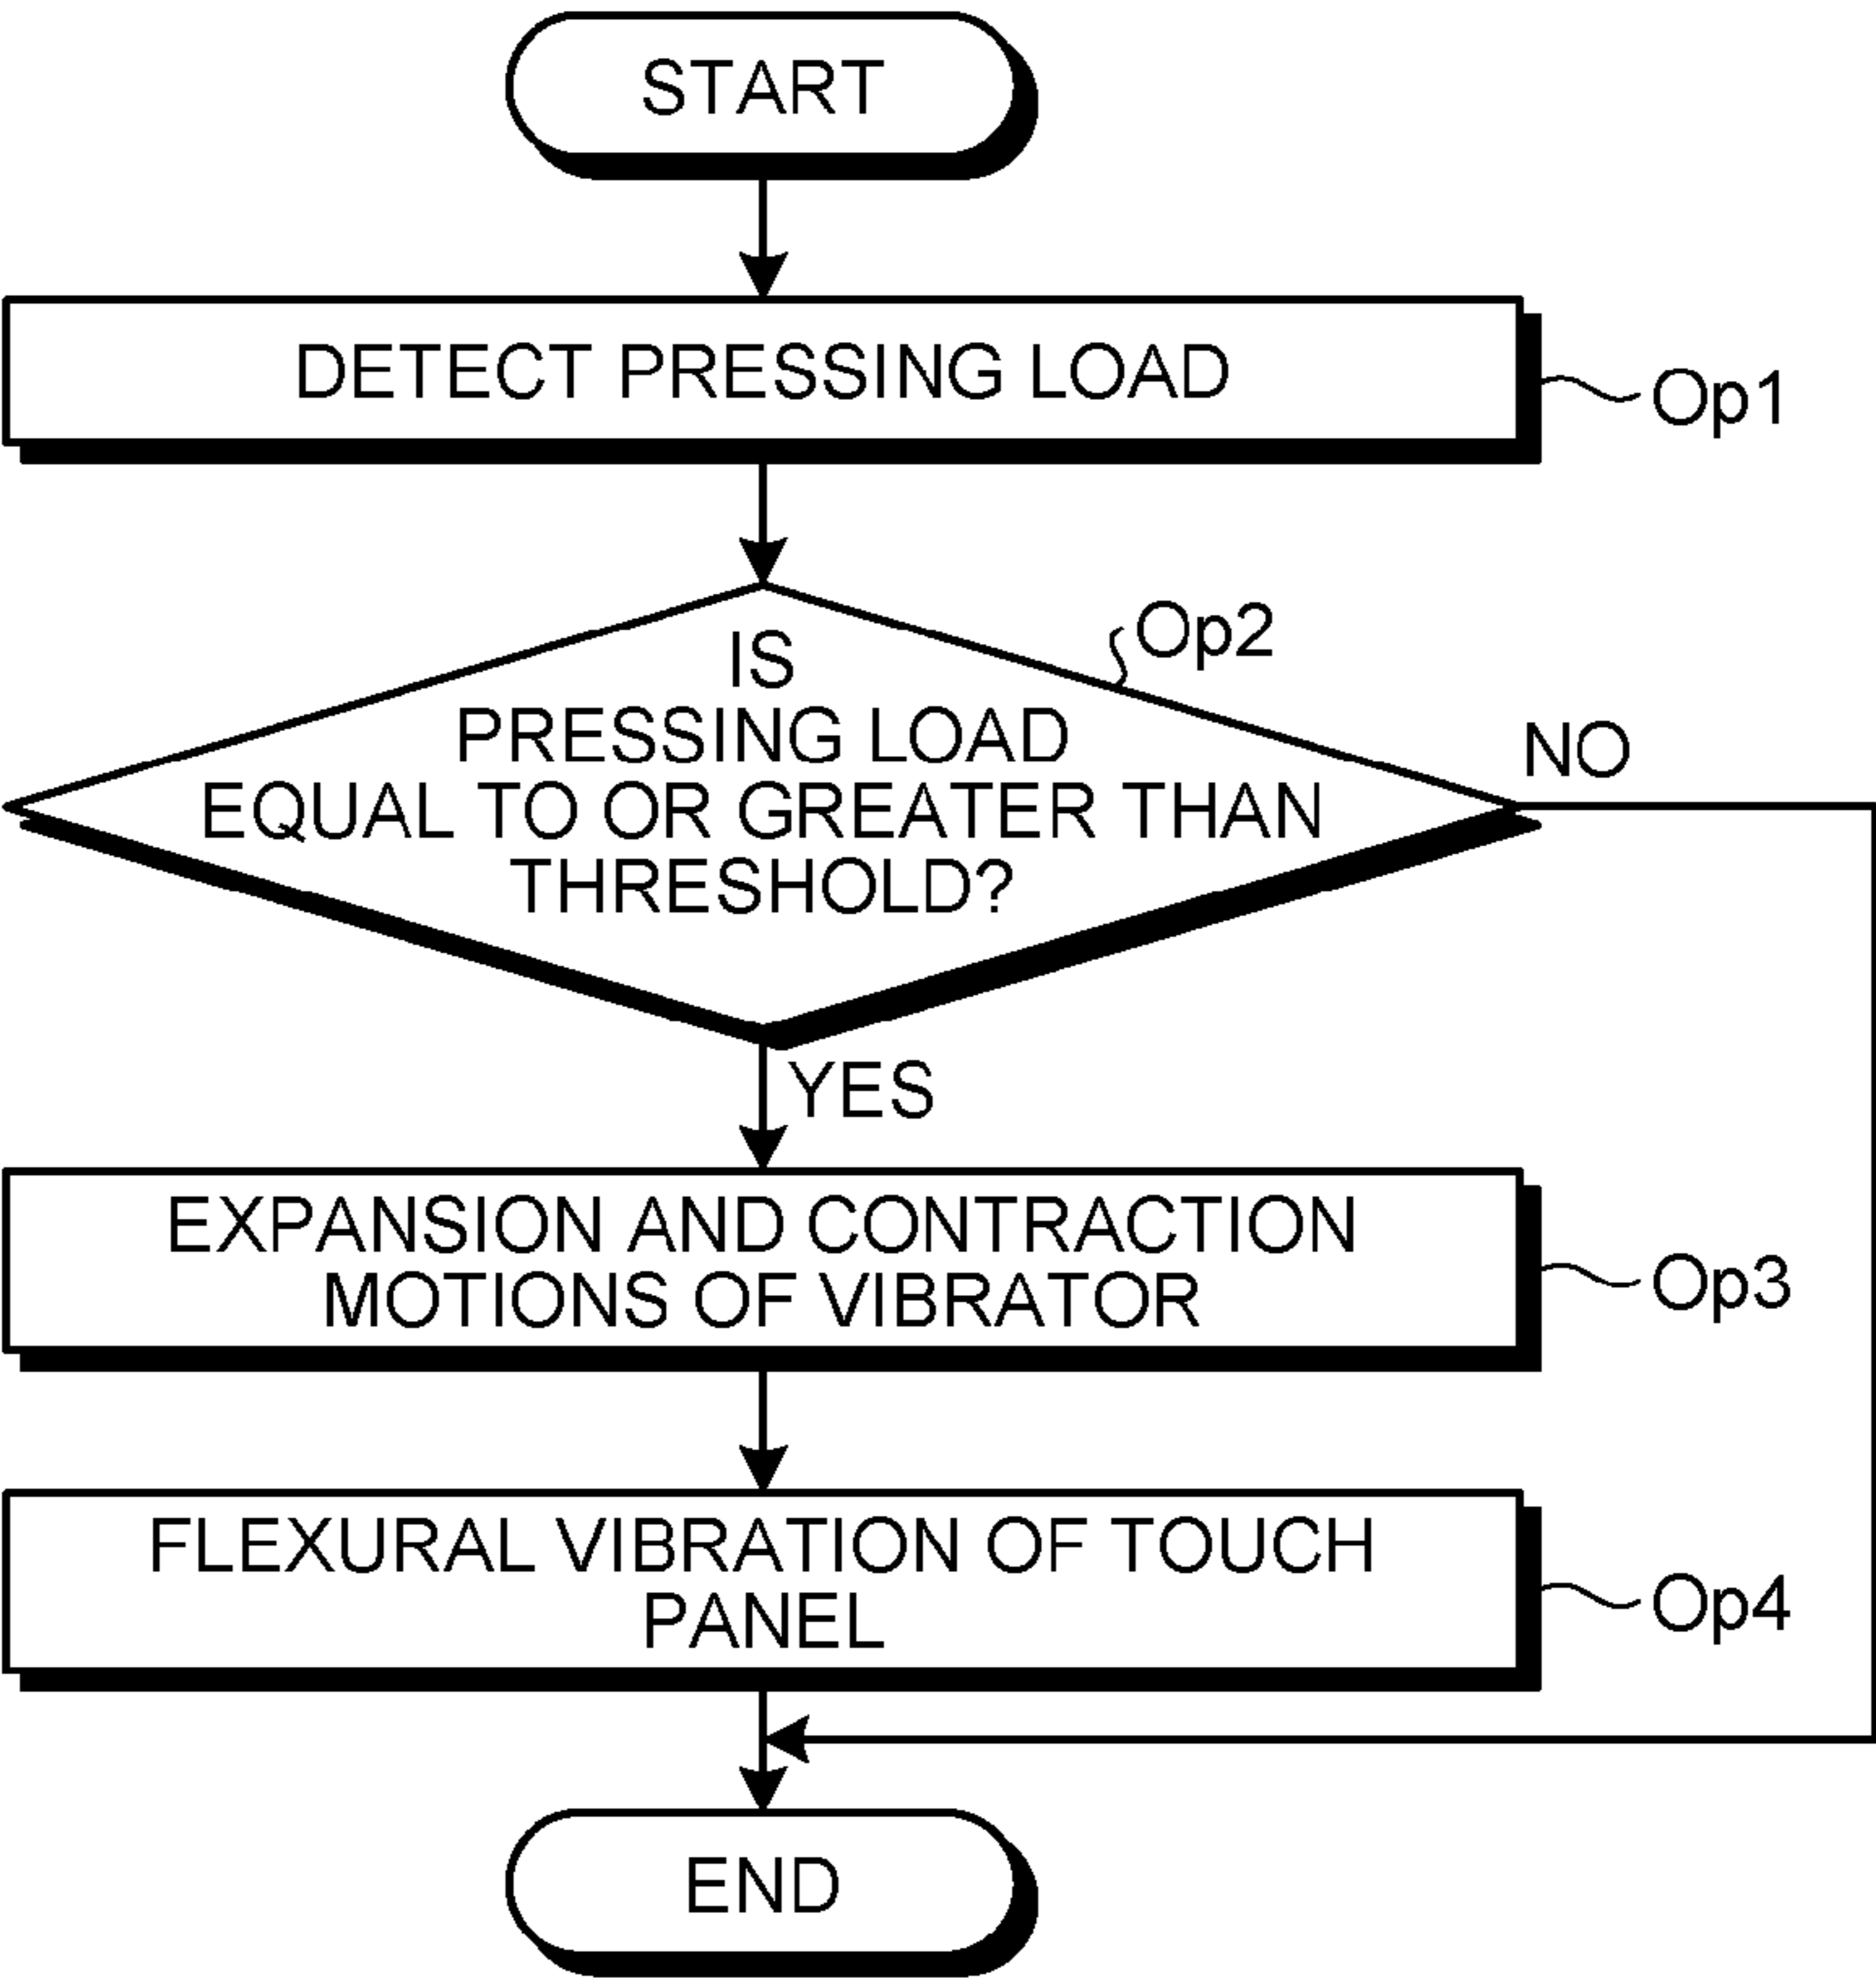 START
DETECT PRESSING LOAD
Op1
Op2
IS
PRESSING LOAD
EQUAL TO OR GREATER THAN
THRESHOLD?
NO
YES
EXPANSION AND CONTRACTION
MOTIONS OF VIBRATOR
Op3
FLEXURAL VIBRATION OF TOUCH
PANEL
Op4
END